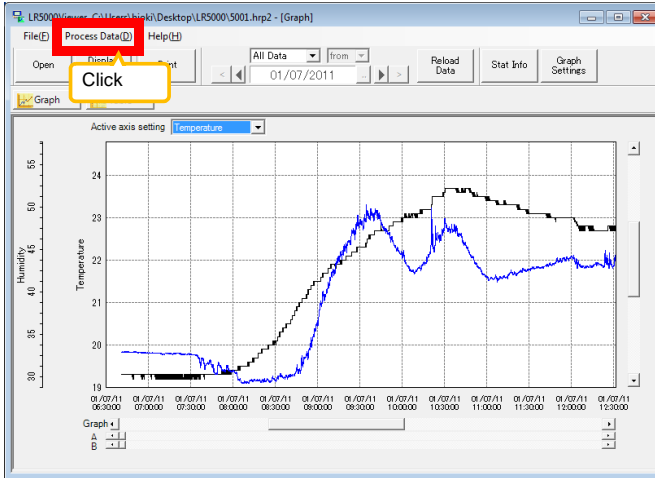 LR5000Viewer C:\Users\hioki\Desktop\LR5000\5001.hrp2 - [Graph]
File(F) Process Data(D) Help(H)
Open Click Stat Info Graph Settings
All Data from
< 01/07/2011 .. >
Reload Data
Graph
Active axis setting Temperature
Humidity
55
50
45
40
35
30
Temperature
24
23
22
21
20
19
01/07/11 01/07/11 01/07/11 01/07/11 01/07/11 01/07/11 01/07/11 01/07/11 01/07/11 01/07/11 01/07/11 01/07/11 01/07/11
06:30:00 07:00:00 07:30:00 08:00:00 08:30:00 09:00:00 09:30:00 10:00:00 10:30:00 11:00:00 11:30:00 12:00:00 12:30:00
Graph
A
B